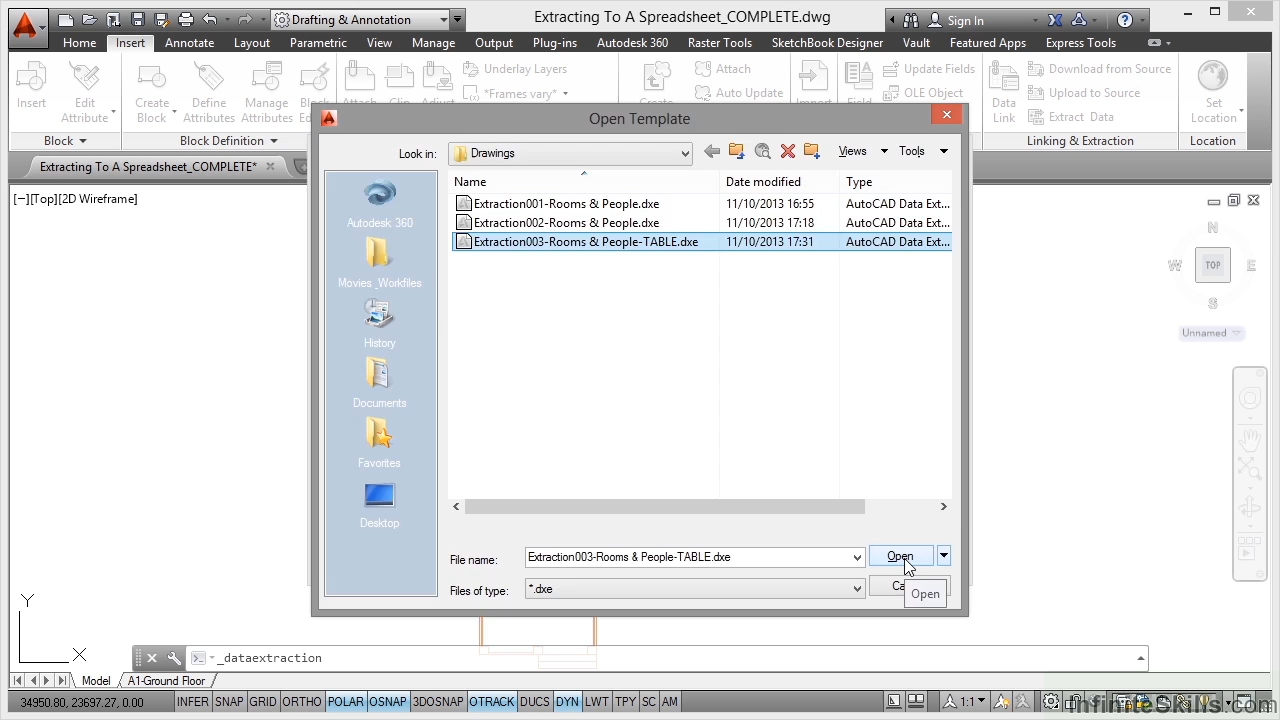 Drafting & Annotation
Extracting To A Spreadsheet_COMPLETE.dwg
Sign In
Home Insert Annotate Layout Parametric View Manage Output Plug-ins Autodesk 360 Raster Tools SketchBook Designer Vault Featured Apps Express Tools
Underlay Layers Attach Update Fields Download from Source
*Frames vary* Auto Update OLE Object Upload to Source
Extract Data
Insert Edit Attribute Create Block Define Attributes Manage Attributes Block Create Field Data Link Set Location
Block Block Definition Linking & Extraction Location
Extracting To A Spreadsheet_COMPLETE*
[−][Top][2D Wireframe]
Open Template
Look in: Drawings Views Tools
Name Date modified Type
Extraction001-Rooms & People.dxe 11/10/2013 16:55 AutoCAD Data Ext...
Extraction002-Rooms & People.dxe 11/10/2013 17:18 AutoCAD Data Ext...
Extraction003-Rooms & People-TABLE.dxe 11/10/2013 17:31 AutoCAD Data Ext...
Autodesk 360
Movies _Workfiles
History
Documents
Favorites
Desktop
File name: Extraction003-Rooms & People-TABLE.dxe Open
Files of type: *.dxe
Open
N
W TOP E
S
Unnamed
Y
X
_dataextraction
Model A1-Ground Floor
34950.80, 23697.27, 0.00 INFER SNAP GRID ORTHO POLAR OSNAP 3DOSNAP OTRACK DUCS DYN LWT TPY SC AM 1:1
InfiniteSkills.com